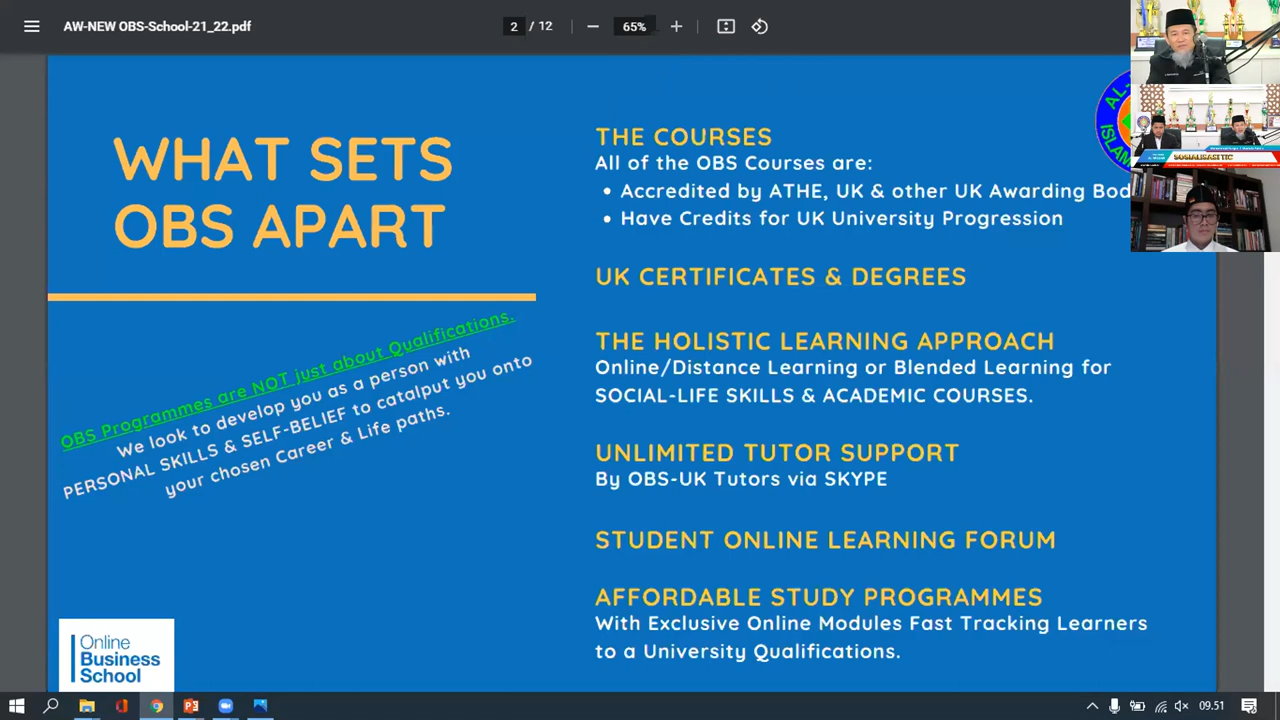 AW-NEW OBS-School-21_22.pdf
2 / 12
65%
WHAT SETS
OBS APART
OBS Programmes are NOT just about Qualifications.
We look to develop you as a person with
PERSONAL SKILLS & SELF-BELIEF to catalput you onto
your chosen Career & Life paths.
Online
Business
School
THE COURSES
All of the OBS Courses are:
• Accredited by ATHE, UK & other UK Awarding Bod
• Have Credits for UK University Progression
UK CERTIFICATES & DEGREES
THE HOLISTIC LEARNING APPROACH
Online/Distance Learning or Blended Learning for
SOCIAL-LIFE SKILLS & ACADEMIC COURSES.
UNLIMITED TUTOR SUPPORT
By OBS-UK Tutors via SKYPE
STUDENT ONLINE LEARNING FORUM
AFFORDABLE STUDY PROGRAMMES
With Exclusive Online Modules Fast Tracking Learners
to a University Qualifications.
AL-
ISLAM
SOSIALISASI TTC
09.51